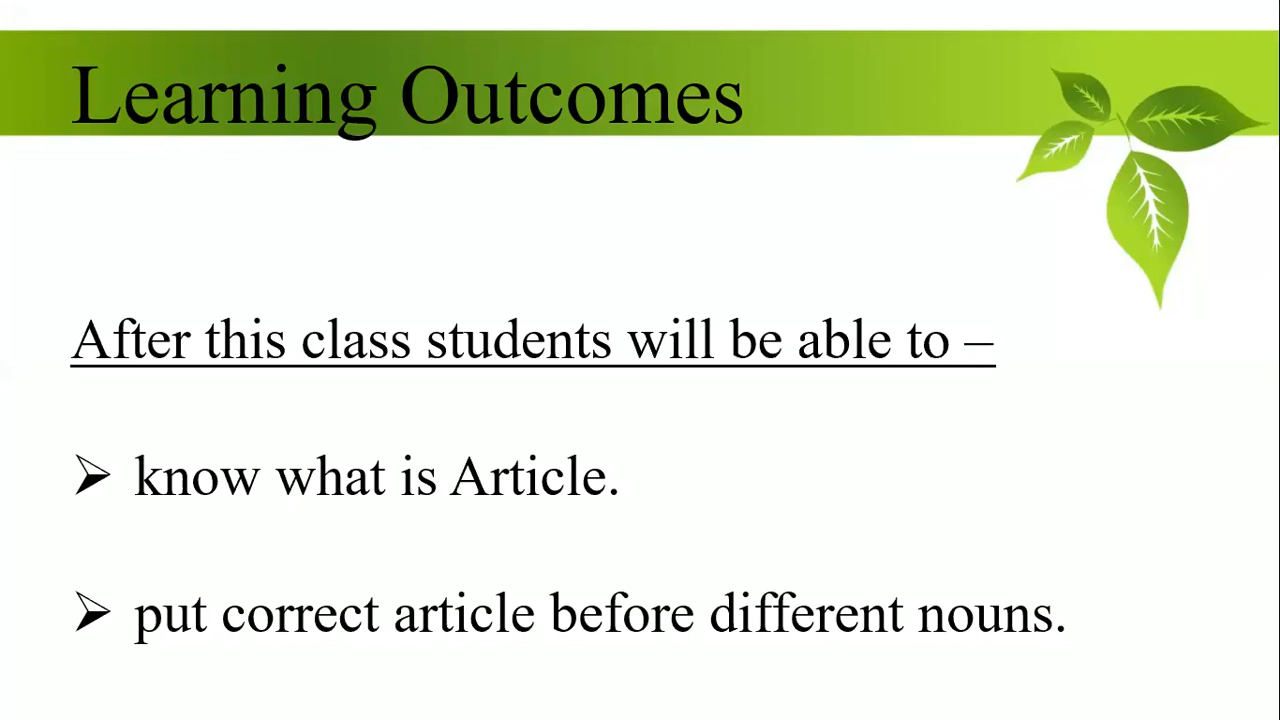 Learning Outcomes
After this class students will be able to –
➢ know what is Article.
➢ put correct article before different nouns.